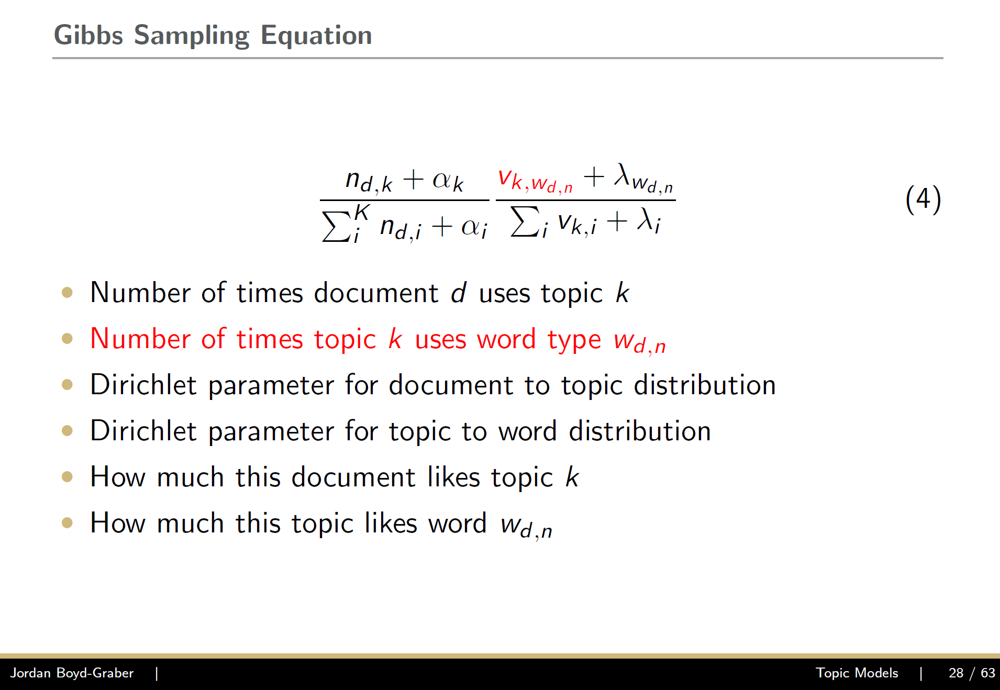 Gibbs Sampling Equation
\frac{n_{d,k} + \alpha_k}{\sum_i^K n_{d,i} + \alpha_i} \frac{v_{k,w_{d,n}} + \lambda_{w_{d,n}}}{\sum_i v_{k,i} + \lambda_i} (4)
• Number of times document d uses topic k
• Number of times topic k uses word type w_{d,n}
• Dirichlet parameter for document to topic distribution
• Dirichlet parameter for topic to word distribution
• How much this document likes topic k
• How much this topic likes word w_{d,n}
Jordan Boyd-Graber | Topic Models | 28 / 63